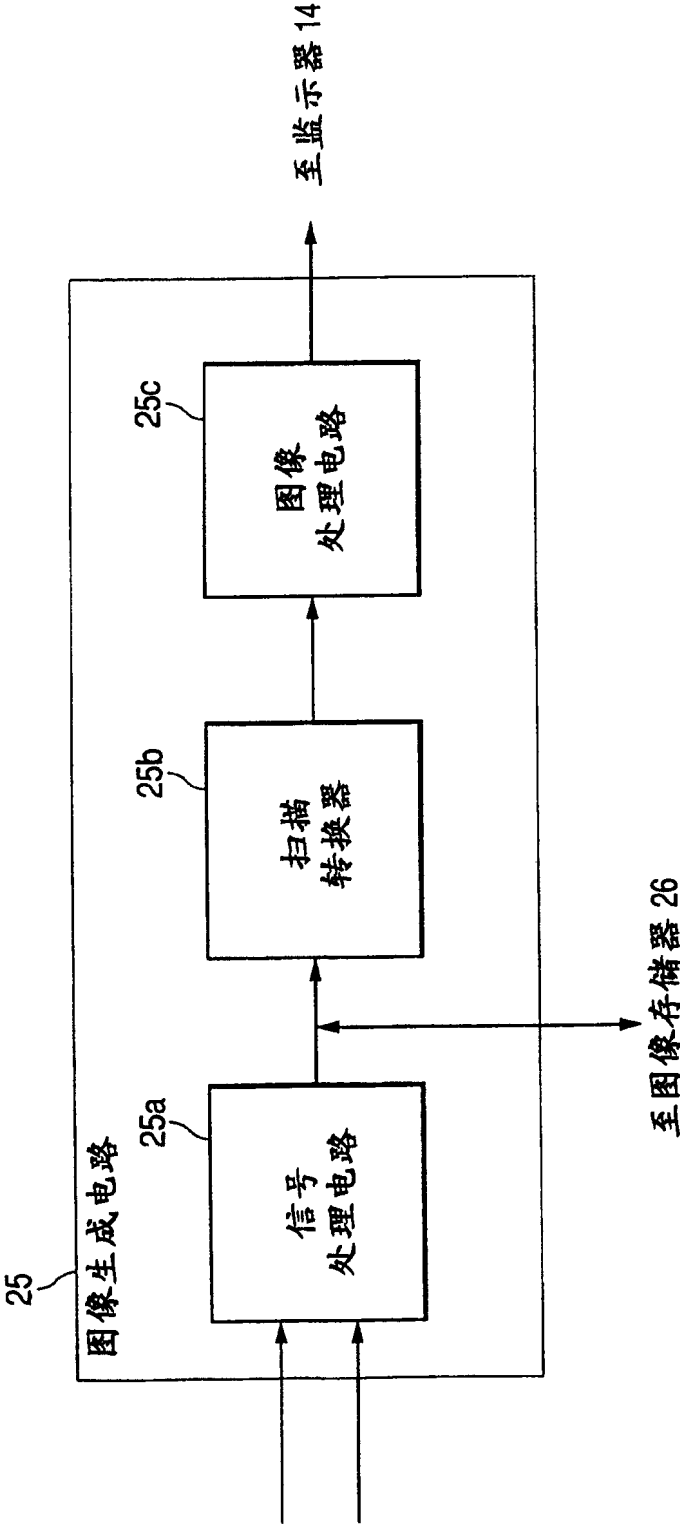 25
图像生成电路
25a
信号
处理电路
25b
扫描
转换器
25c
图像
处理电路
至监示器 14
至图像存储器 26